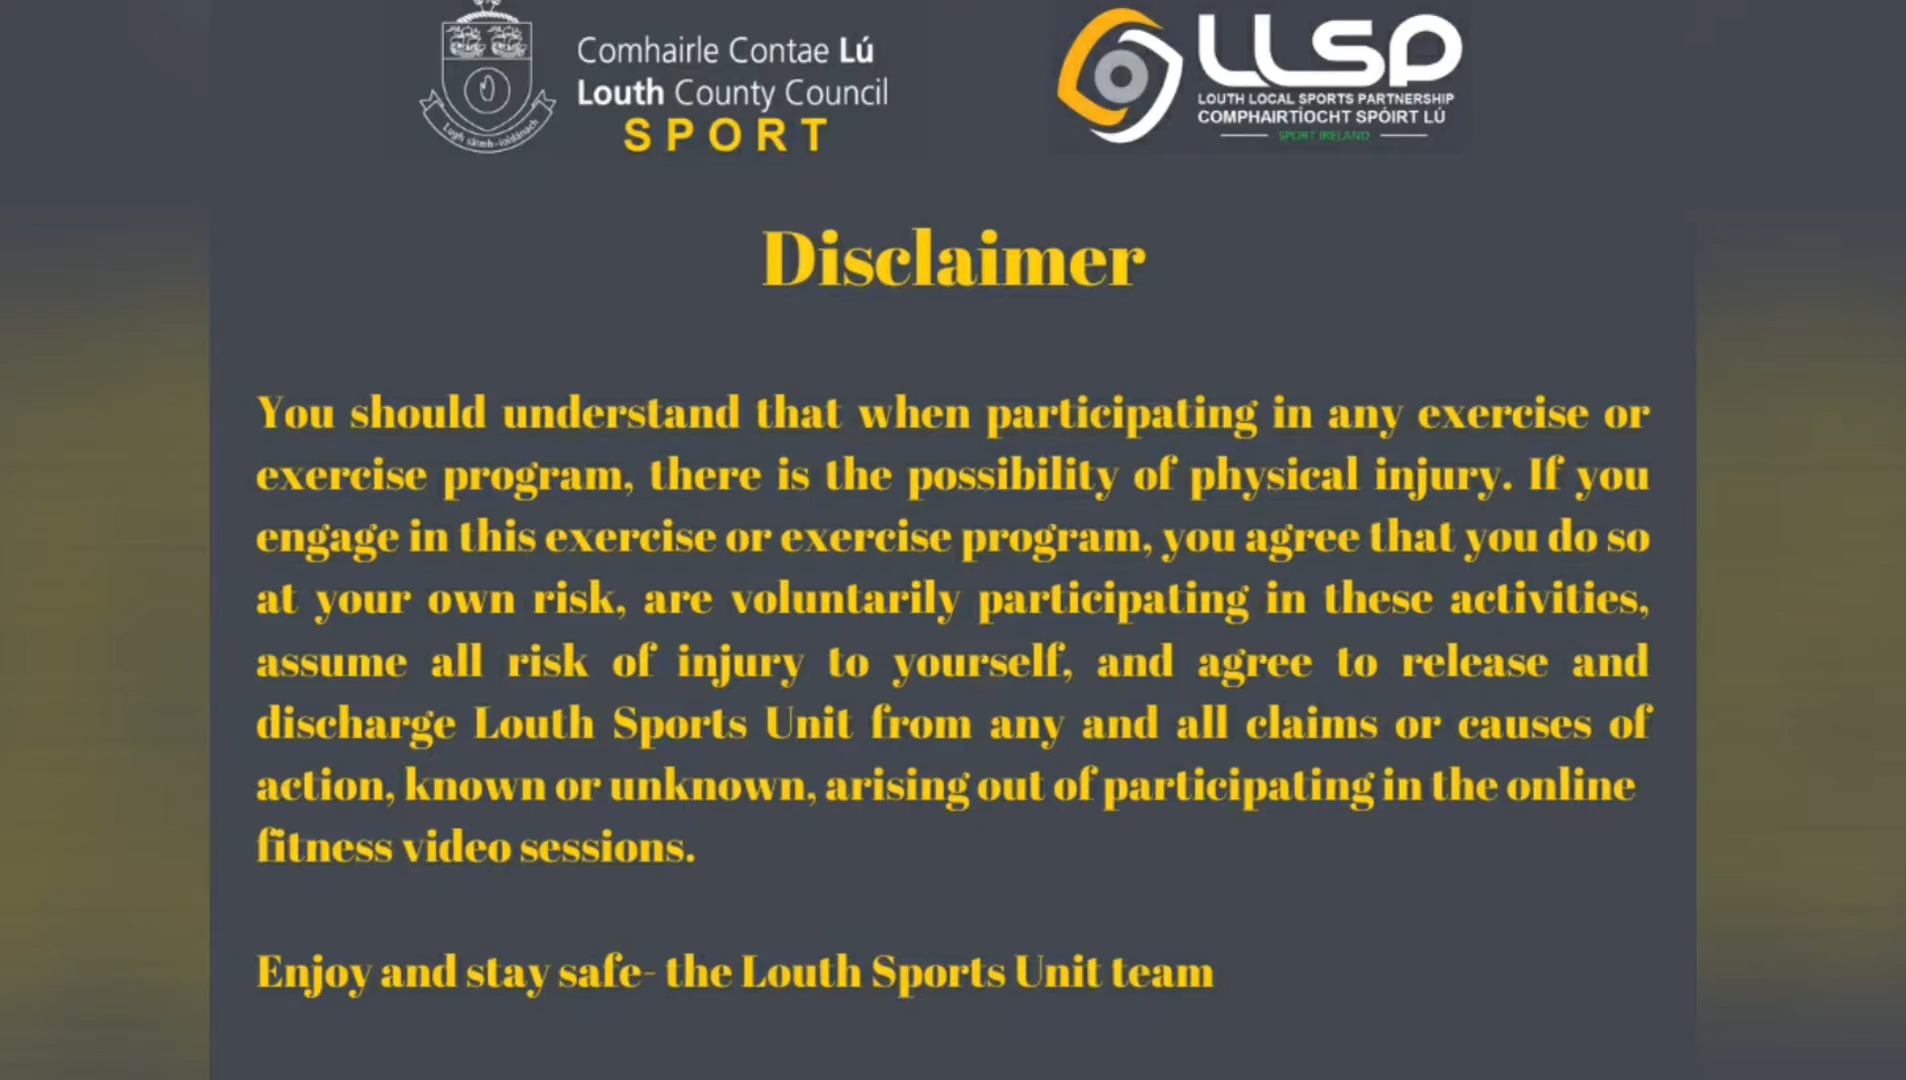 Comhairle Contae Lú
Louth County Council
SPORT
LLSP
LOUTH LOCAL SPORTS PARTNERSHIP
COMPHAIRTÍOCHT SPÓIRT LÚ
SPORT IRELAND
Disclaimer
You should understand that when participating in any exercise or
exercise program, there is the possibility of physical injury. If you
engage in this exercise or exercise program, you agree that you do so
at your own risk, are voluntarily participating in these activities,
assume all risk of injury to yourself, and agree to release and
discharge Louth Sports Unit from any and all claims or causes of
action, known or unknown, arising out of participating in the online
fitness video sessions.
Enjoy and stay safe- the Louth Sports Unit team